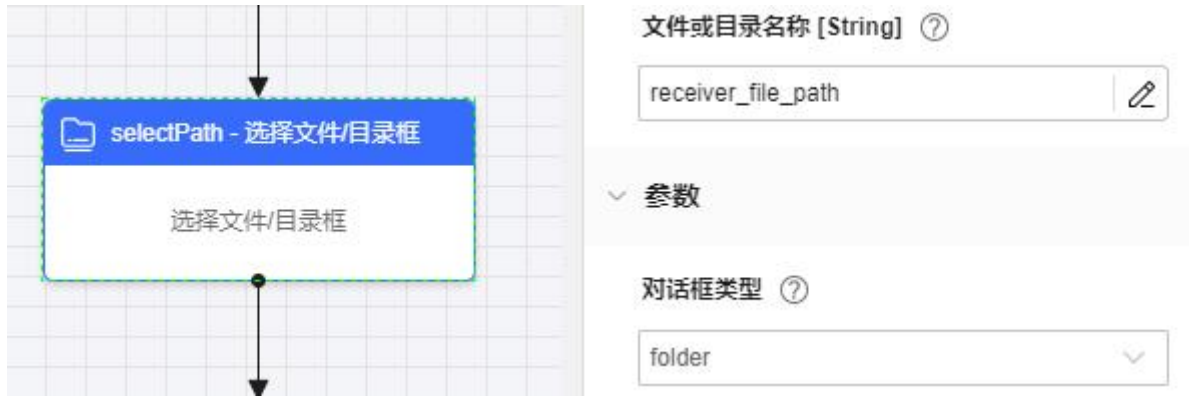 selectPath - 选择文件/目录框
选择文件/目录框
文件或目录名称 [String] ?
receiver_file_path
参数
对话框类型 ?
folder